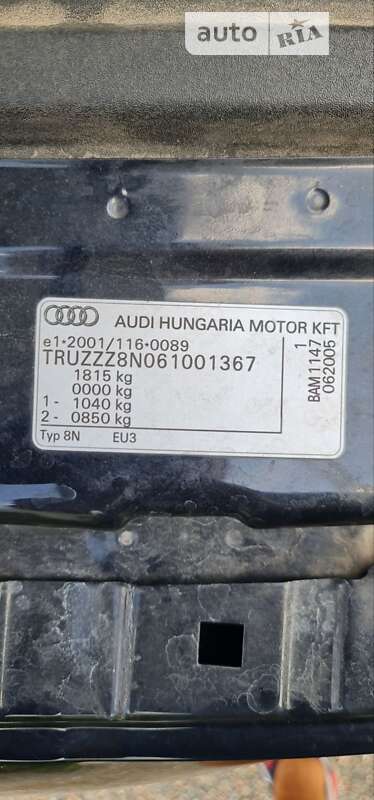 auto RIA
AUDI HUNGARIA MOTOR KFT
e1*2001/116*0089
TRUZZZ8N061001367
1815 kg
0000 kg
1- 1040 kg
2- 0850 kg
Typ 8N EU3
1
BAM1147
062005